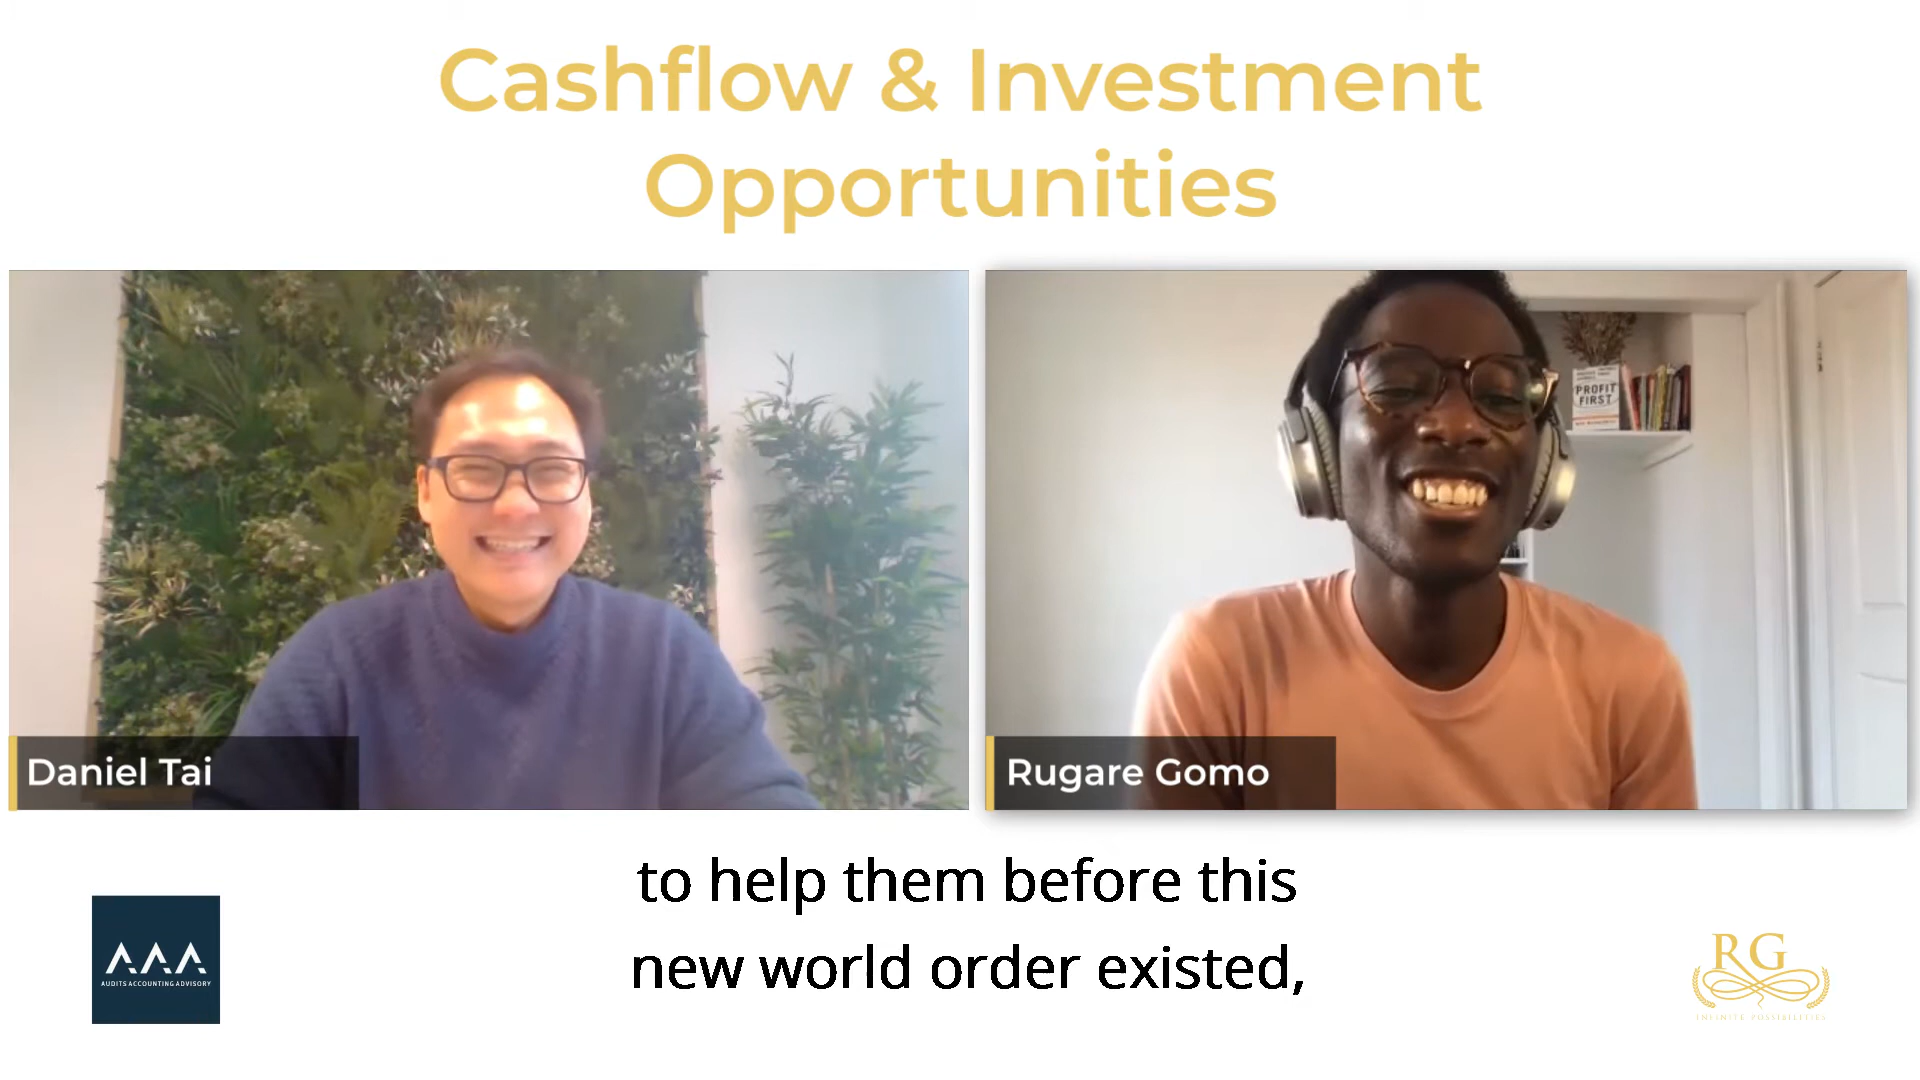 Cashflow & Investment
Opportunities
PROFIT
FIRST
Daniel Tai
Rugare Gomo
to help them before this
new world order existed,
AAA
AUDITS ACCOUNTING ADVISORY
RG
INFINITE POSSIBILITIES